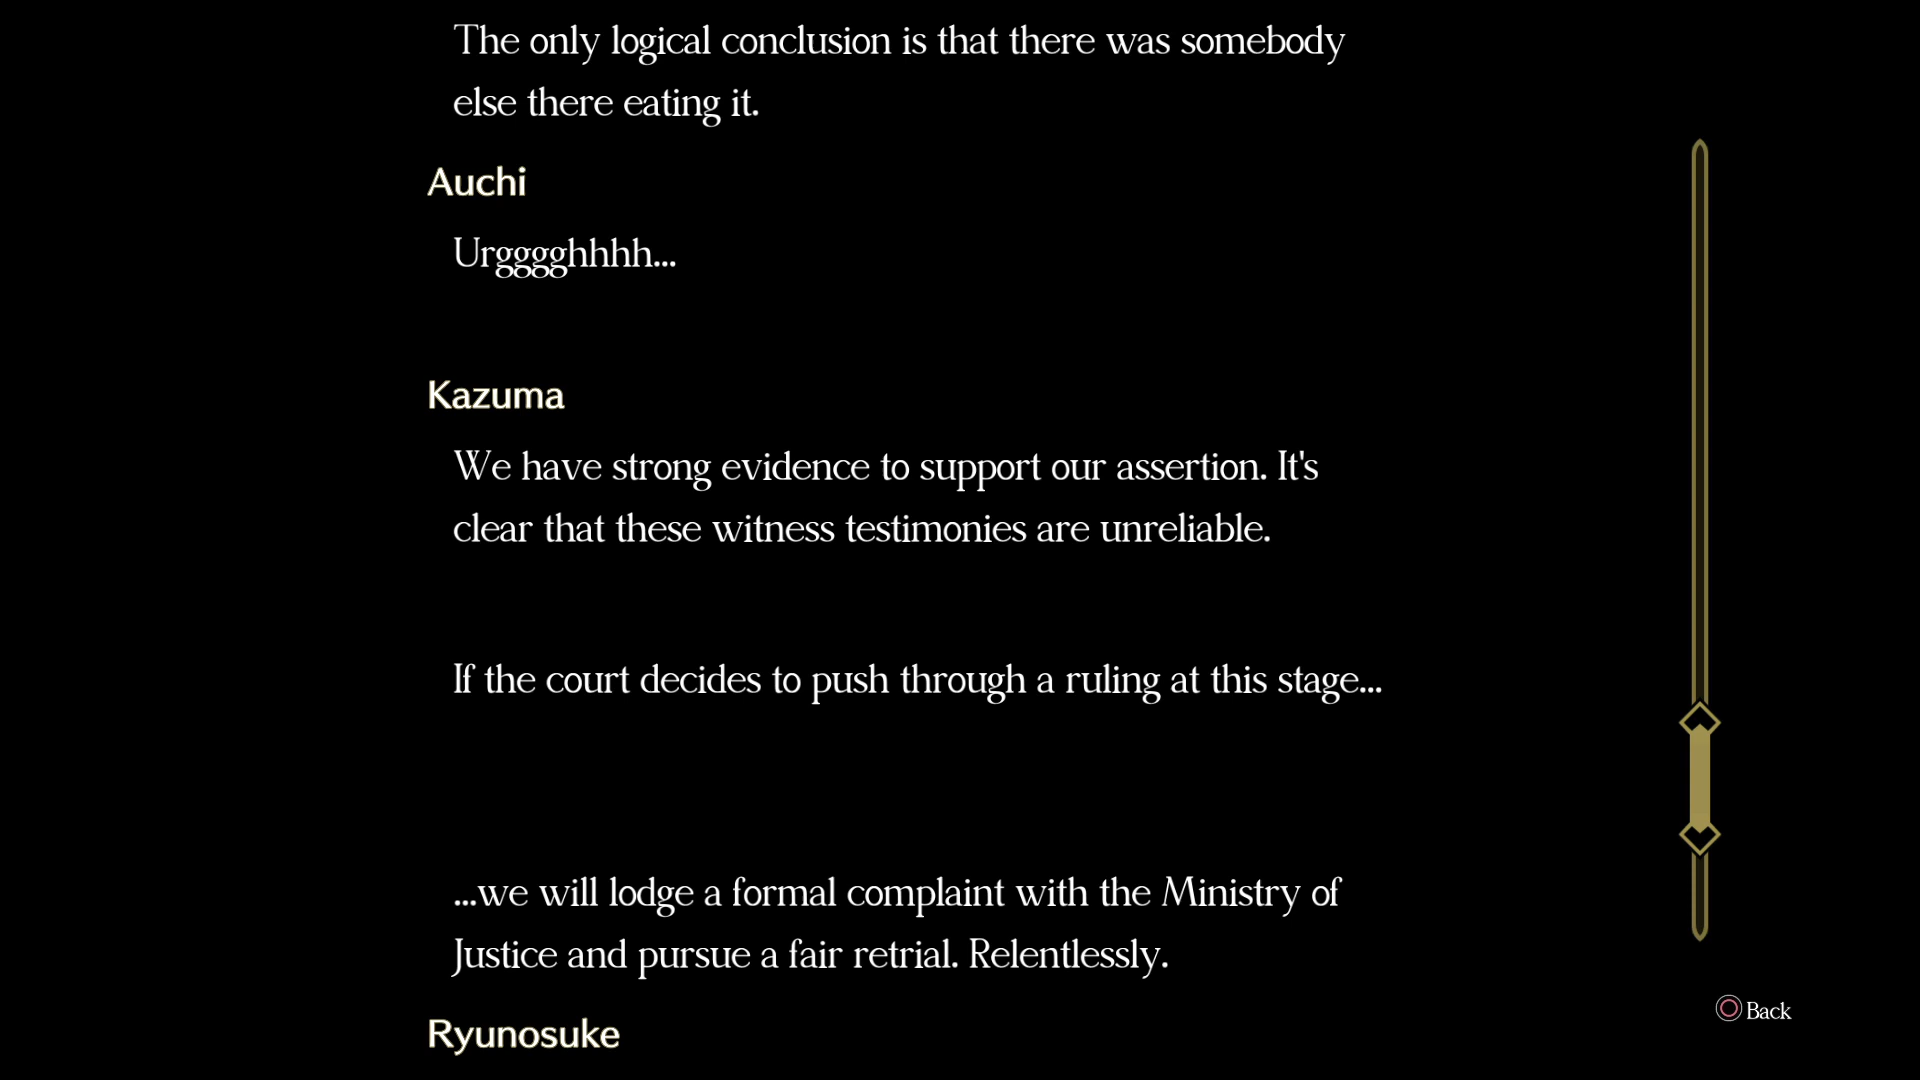 The only logical conclusion is that there was somebody
else there eating it.
Auchi
Urgggghhhh...
Kazuma
We have strong evidence to support our assertion. It's
clear that these witness testimonies are unreliable.
If the court decides to push through a ruling at this stage...
...we will lodge a formal complaint with the Ministry of
Justice and pursue a fair retrial. Relentlessly.
Ryunosuke
Back